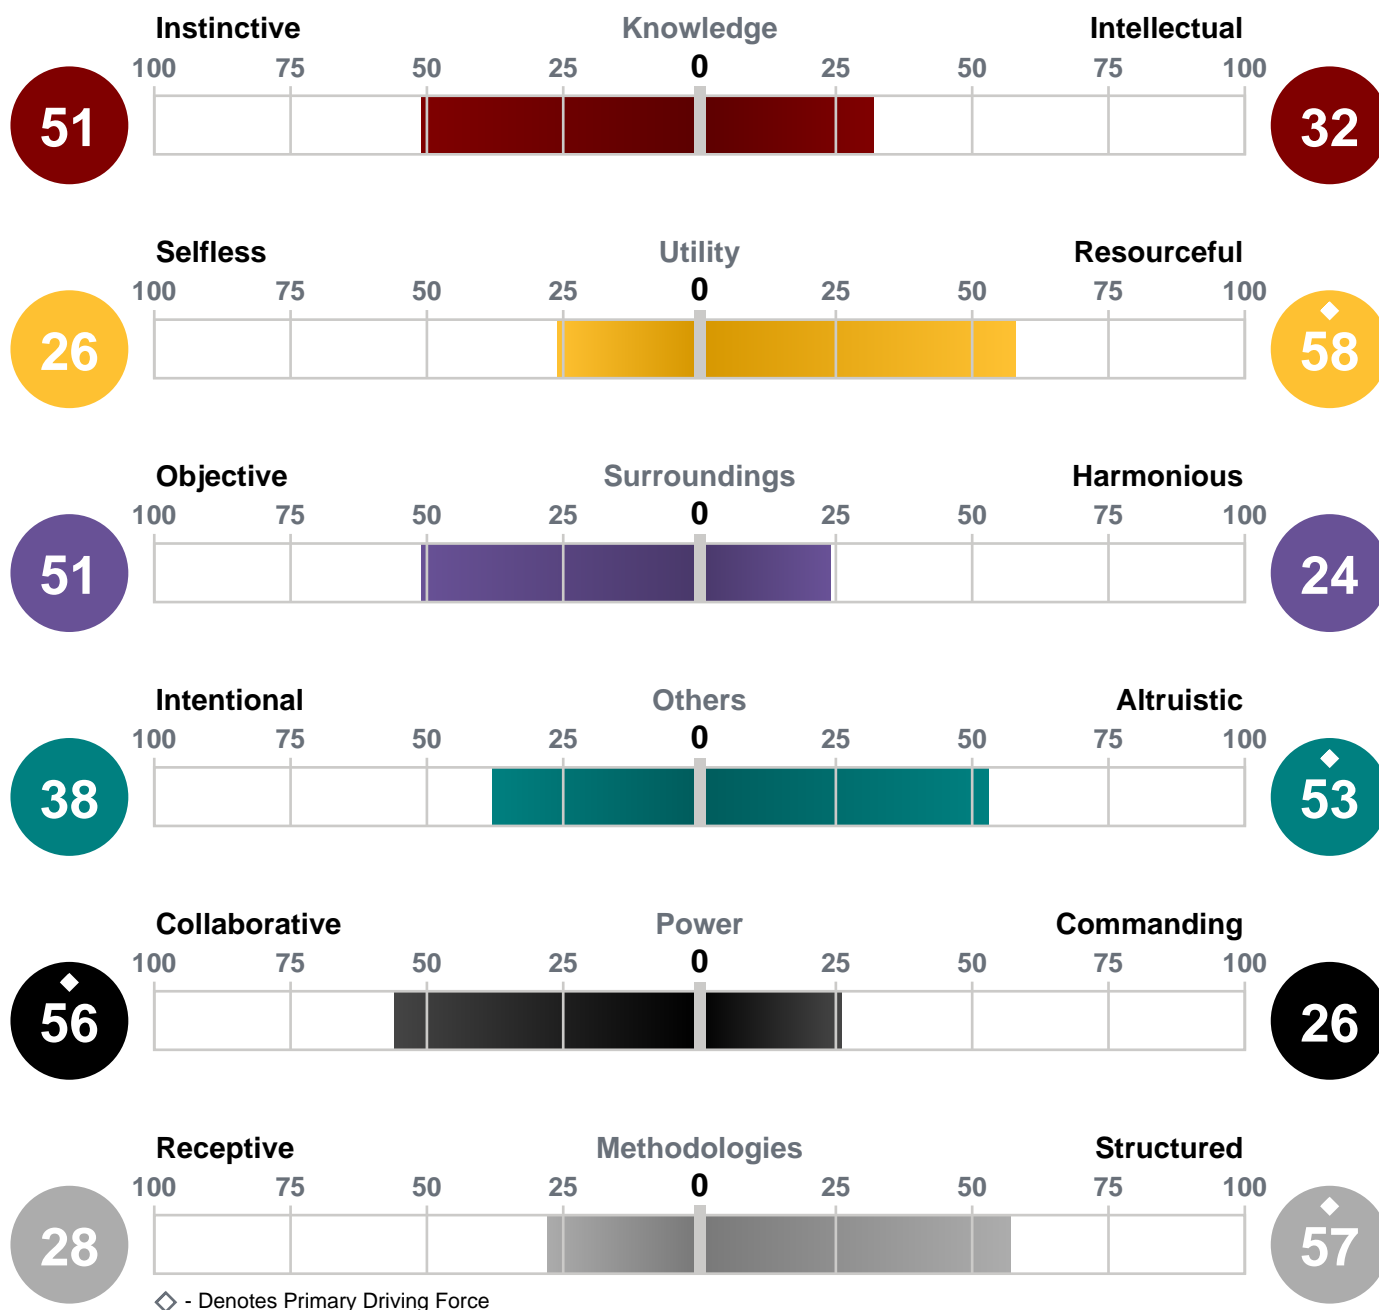 Instinctive Knowledge Intellectual
100 75 50 25 0 25 50 75 100
51 32
Selfless Utility Resourceful
100 75 50 25 0 25 50 75 100
26 58
Objective Surroundings Harmonious
100 75 50 25 0 25 50 75 100
51 24
Intentional Others Altruistic
100 75 50 25 0 25 50 75 100
38 53
Collaborative Power Commanding
100 75 50 25 0 25 50 75 100
56 26
Receptive Methodologies Structured
100 75 50 25 0 25 50 75 100
28 57
- Denotes Primary Driving Force